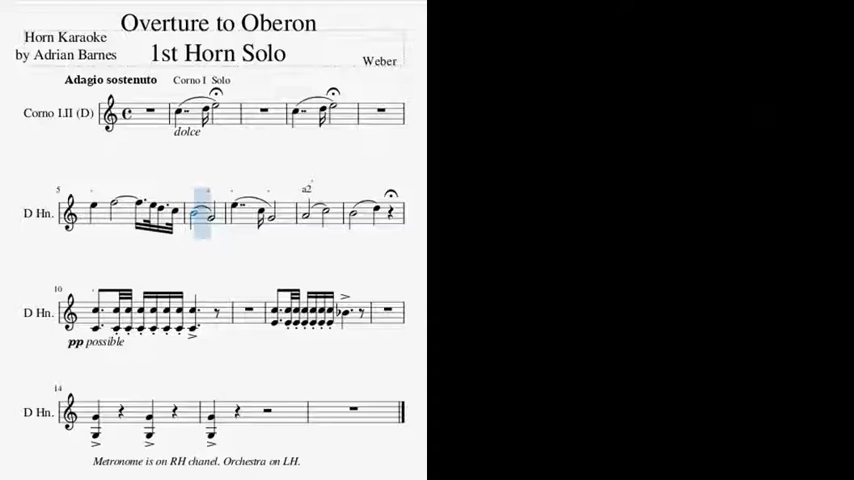 Overture to Oberon
Horn Karaoke
by Adrian Barnes
1st Horn Solo
Weber
Adagio sostenuto
Corno I Solo
Corno I.II (D)
dolce
5
a2
D Hn.
10
D Hn.
pp possible
14
D Hn.
Metronome is on RH chanel. Orchestra on LH.